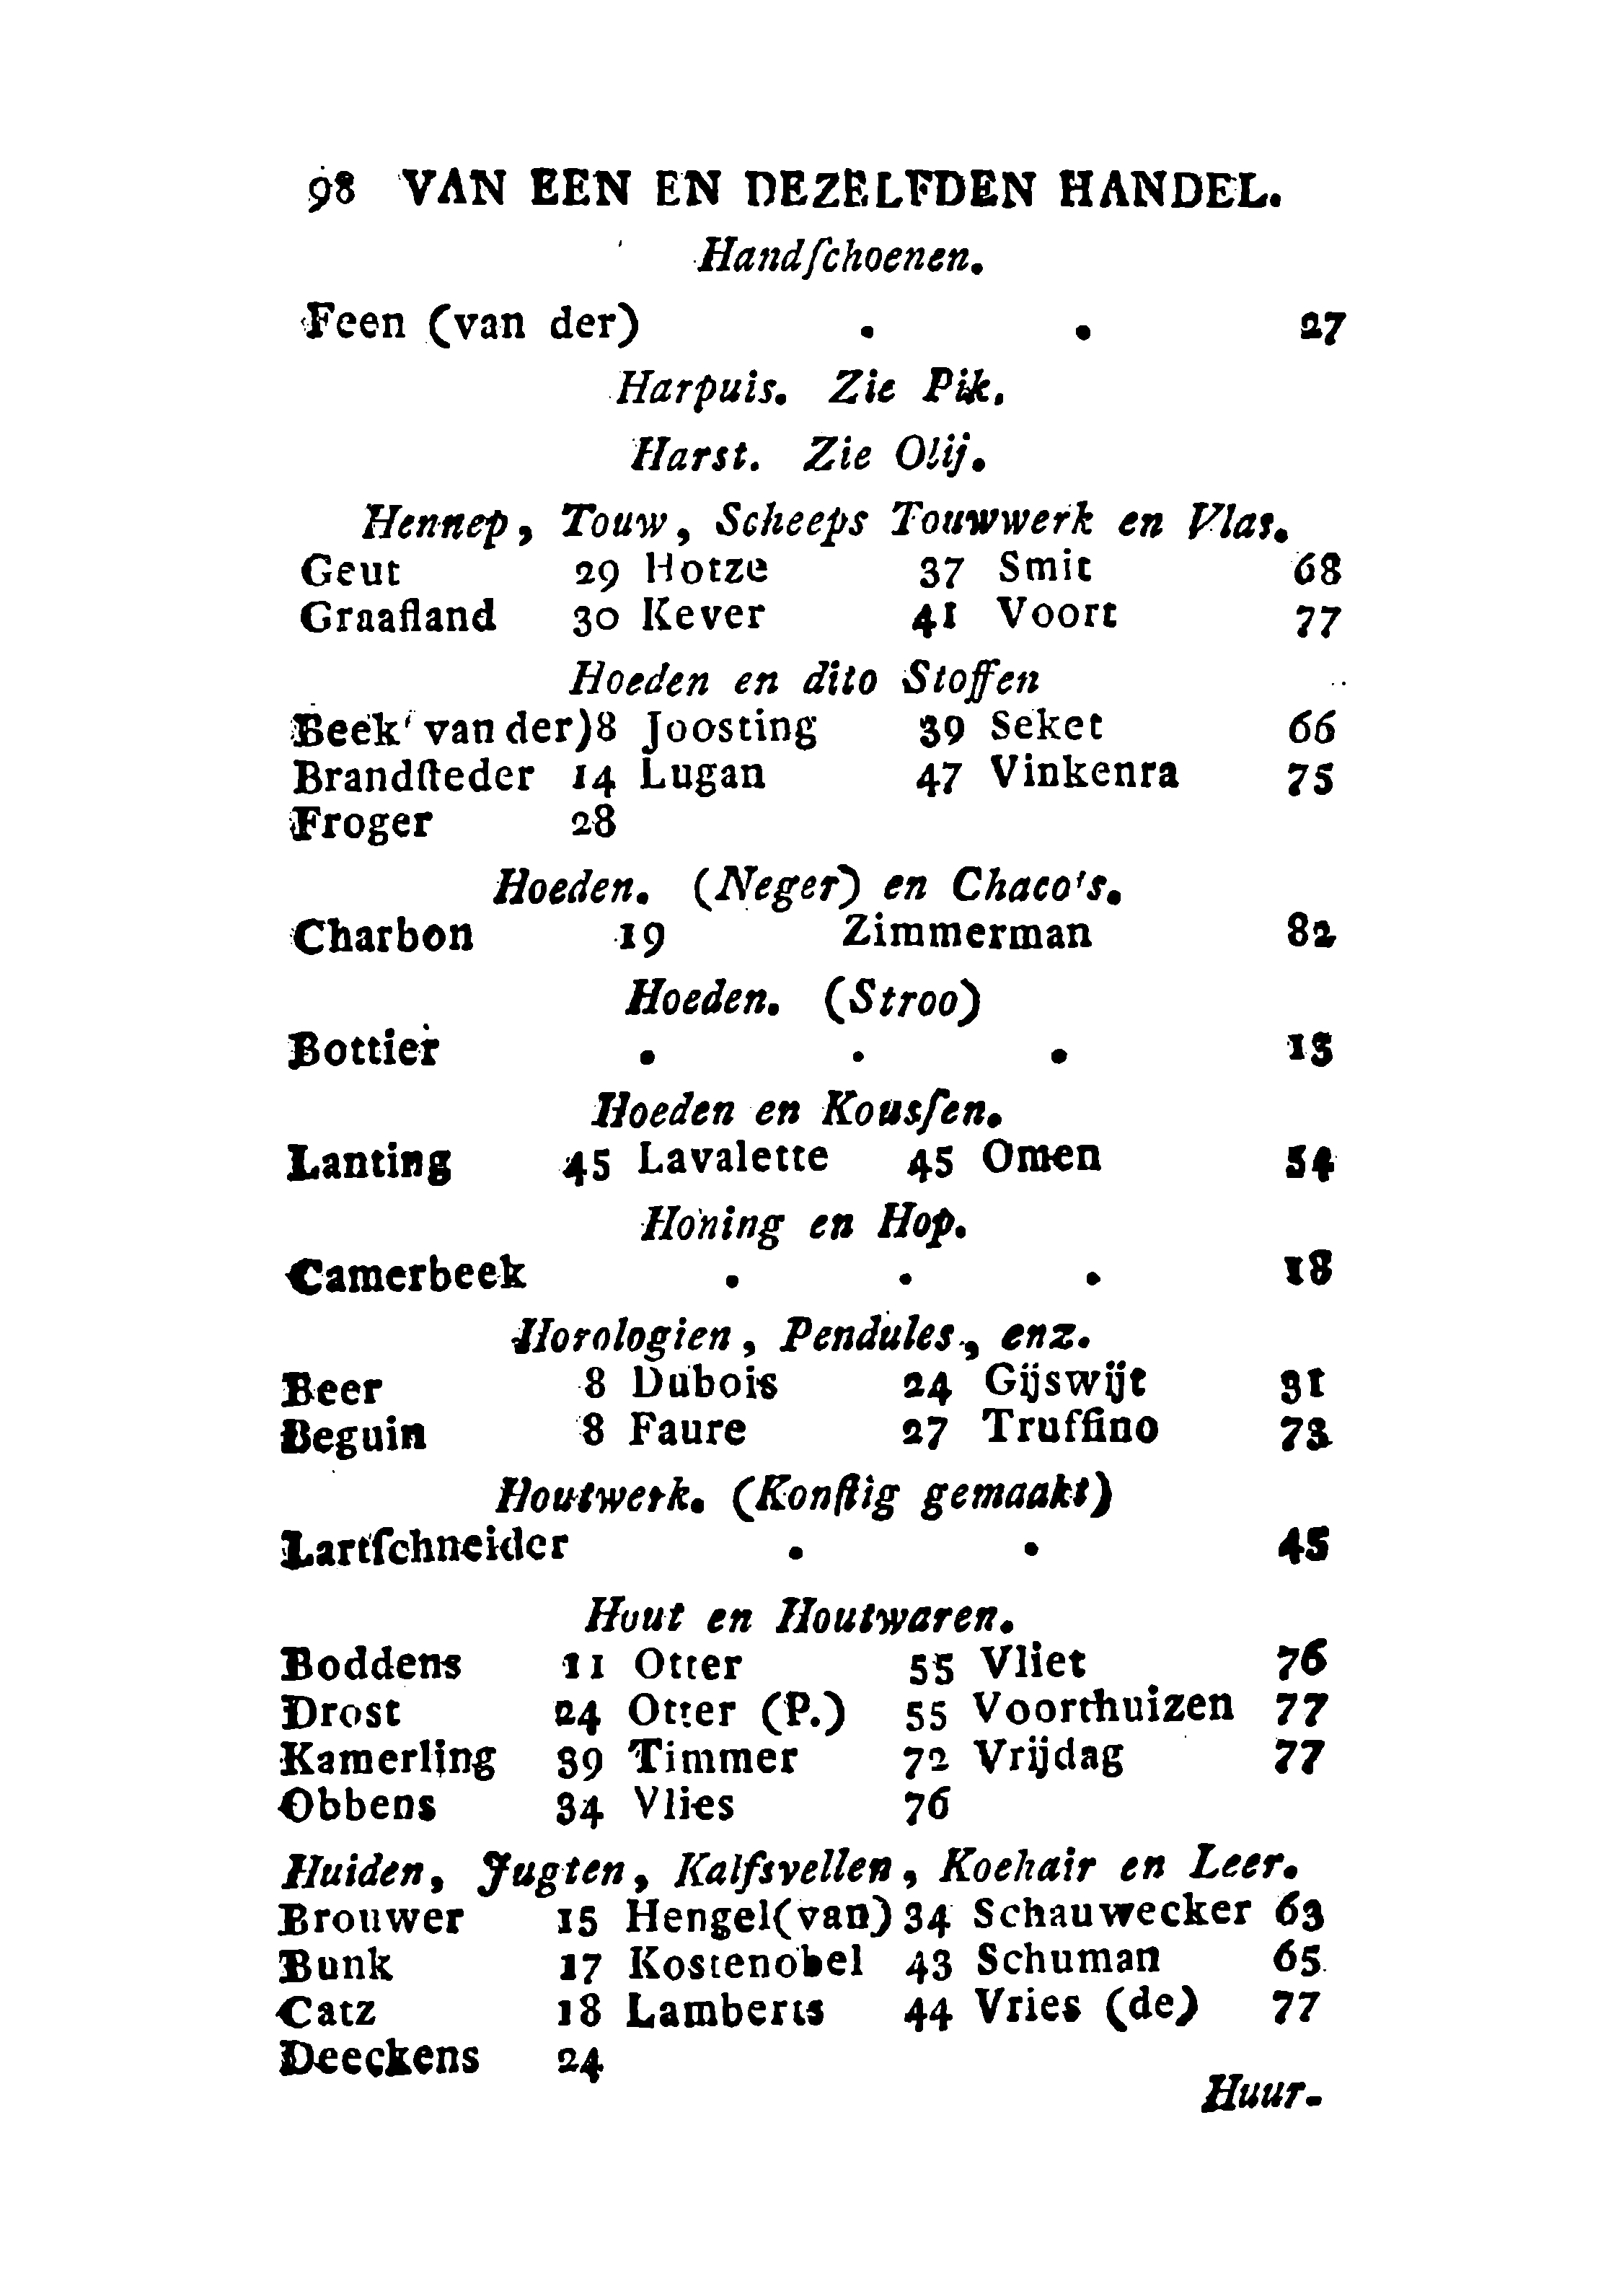 98 VAN EEN EN DEZELFDEN HANDEL.
Handſchoenen.
Feen (van der) . . 27
Harpuis. Zie Pik.
Harst. Zie Olij.
Hennep, Touw, Scheeps Touwwerk en Vlas.
Geut 29 Hotze 37 Smit 68
Graafland 30 Kever 41 Voort 77
Hoeden en dito Stoffen
Beek' van der) 8 Joosting 39 Seket 66
Brandſteder 14 Lugan 47 Vinkenra 75
Froger 28
Hoeden. (Neger) en Chaco's.
Charbon 19 Zimmerman 82
Hoeden. (Stroo)
Bottier . . . 13
Hoeden en Kousſen.
Lanting 45 Lavalette 45 Omen 54
Honing en Hop.
Camerbeek . . . 18
Horologien, Pendules, enz.
Beer 8 Dubois 24 Gijswijt 31
Beguin 8 Faure 27 Truffino 73
Houtwerk. (Konſtig gemaakt)
Lartſchneider . . 45
Hout en Houtwaren.
Boddens 11 Otter 55 Vliet 76
Drost 24 Otter (P.) 55 Voorthuizen 77
Kamerling 39 Timmer 72 Vrijdag 77
Obbens 34 Vlies 76
Huiden, Jugten, Kalfsvellen, Koehair en Leer.
Brouwer 15 Hengel (van) 34 Schauwecker 63
Bunk 17 Kostenobel 43 Schuman 65
Catz 18 Lamberts 44 Vries (de) 77
Deeckens 24
Huur-